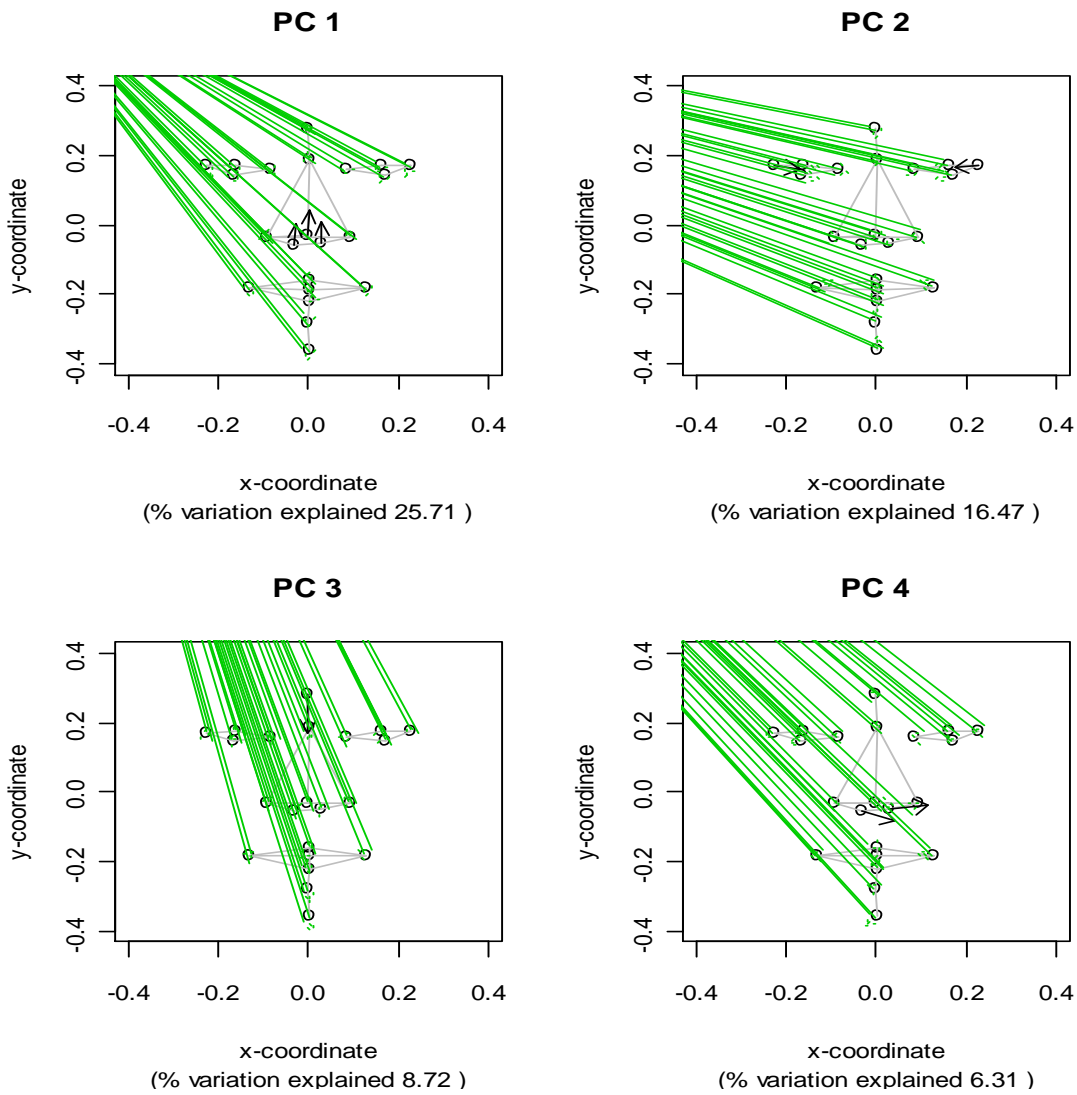 PC 1
PC 2
0.4
0.2
0.0
-0.2
-0.4
y-coordinate
-0.4 -0.2 0.0 0.2 0.4
x-coordinate
(% variation explained 25.71 )
0.4
0.2
0.0
-0.2
-0.4
y-coordinate
-0.4 -0.2 0.0 0.2 0.4
x-coordinate
(% variation explained 16.47 )
PC 3
PC 4
0.4
0.2
0.0
-0.2
-0.4
y-coordinate
-0.4 -0.2 0.0 0.2 0.4
x-coordinate
(% variation explained 8.72 )
0.4
0.2
0.0
-0.2
-0.4
y-coordinate
-0.4 -0.2 0.0 0.2 0.4
x-coordinate
(% variation explained 6.31 )